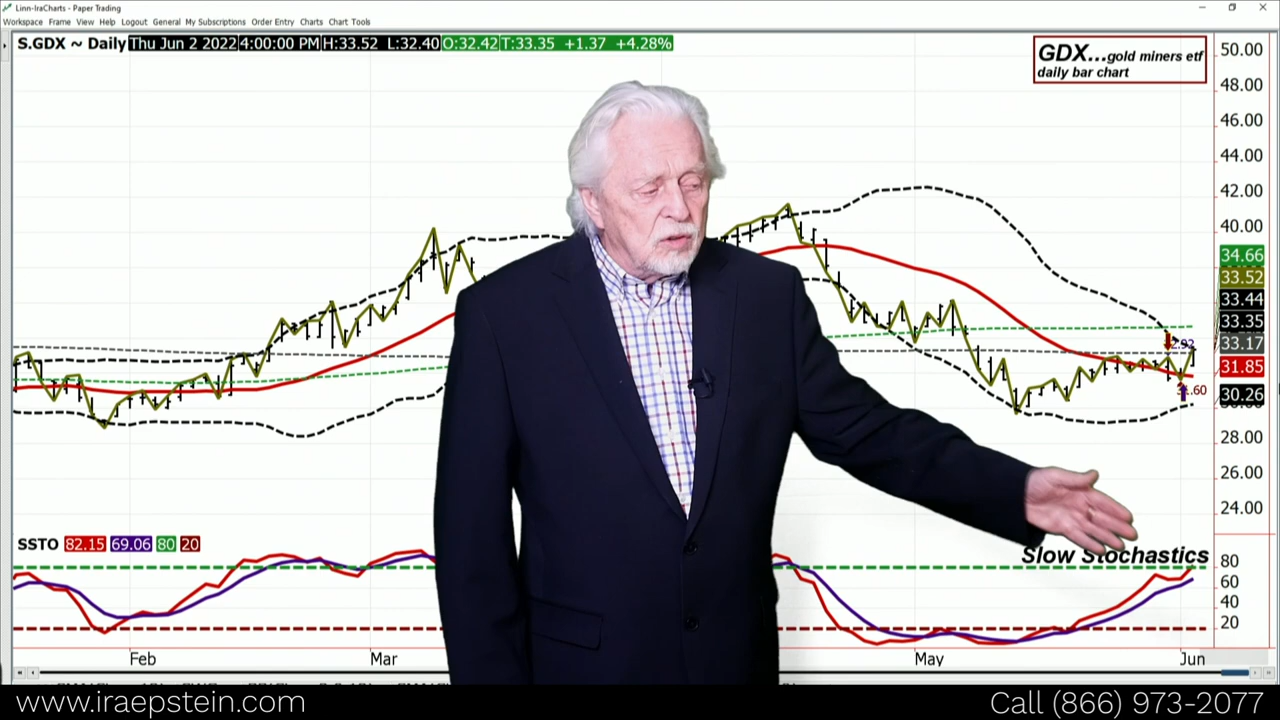 Linn-IraCharts - Paper Trading
Workspace Frame View Help Logout General My Subscriptions Order Entry Charts Chart Tools
S.GDX ~ Daily Thu Jun 2 2022 4:00:00 PM H:33.52 L:32.40 O:32.42 T:33.35 +1.37 +4.28%
GDX...gold miners etf
daily bar chart
50.00
48.00
46.00
44.00
42.00
40.00
34.66
33.52
33.44
33.35
33.17
31.85
30.26
28.00
26.00
24.00
SSTO 82.15 69.06 80 20
Slow Stochastics
80
60
40
20
Feb Mar May Jun
www.iraepstein.com Call (866) 973-2077